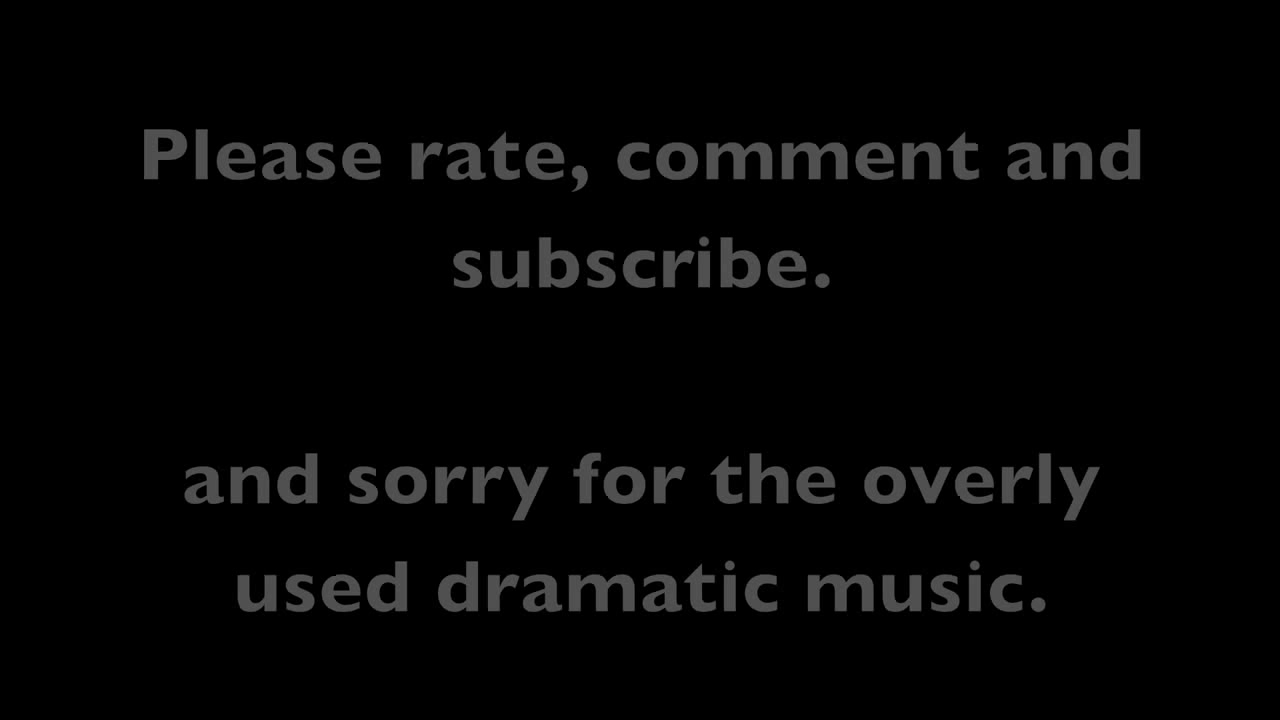 Please rate, comment and
subscribe.
and sorry for the overly
used dramatic music.